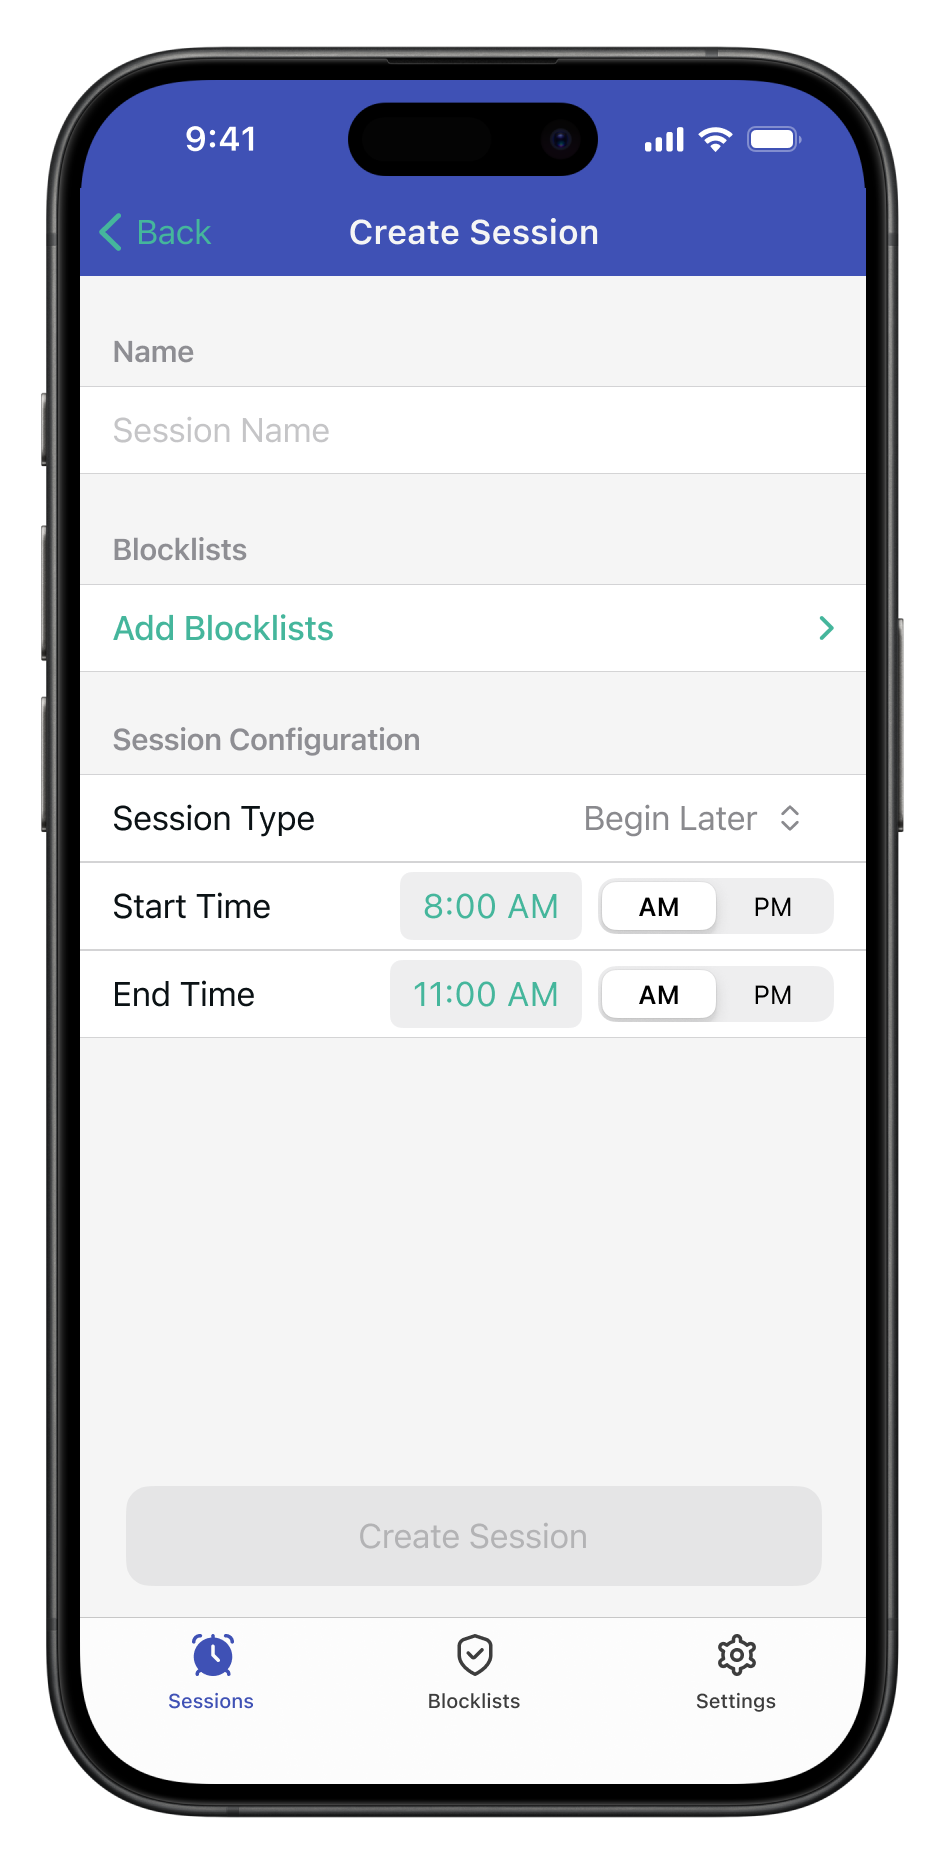 9:41
Back Create Session
Name
Session Name
Blocklists
Add Blocklists
Session Configuration
Session Type Begin Later
Start Time 8:00 AM AM PM
End Time 11:00 AM AM PM
Create Session
Sessions Blocklists Settings